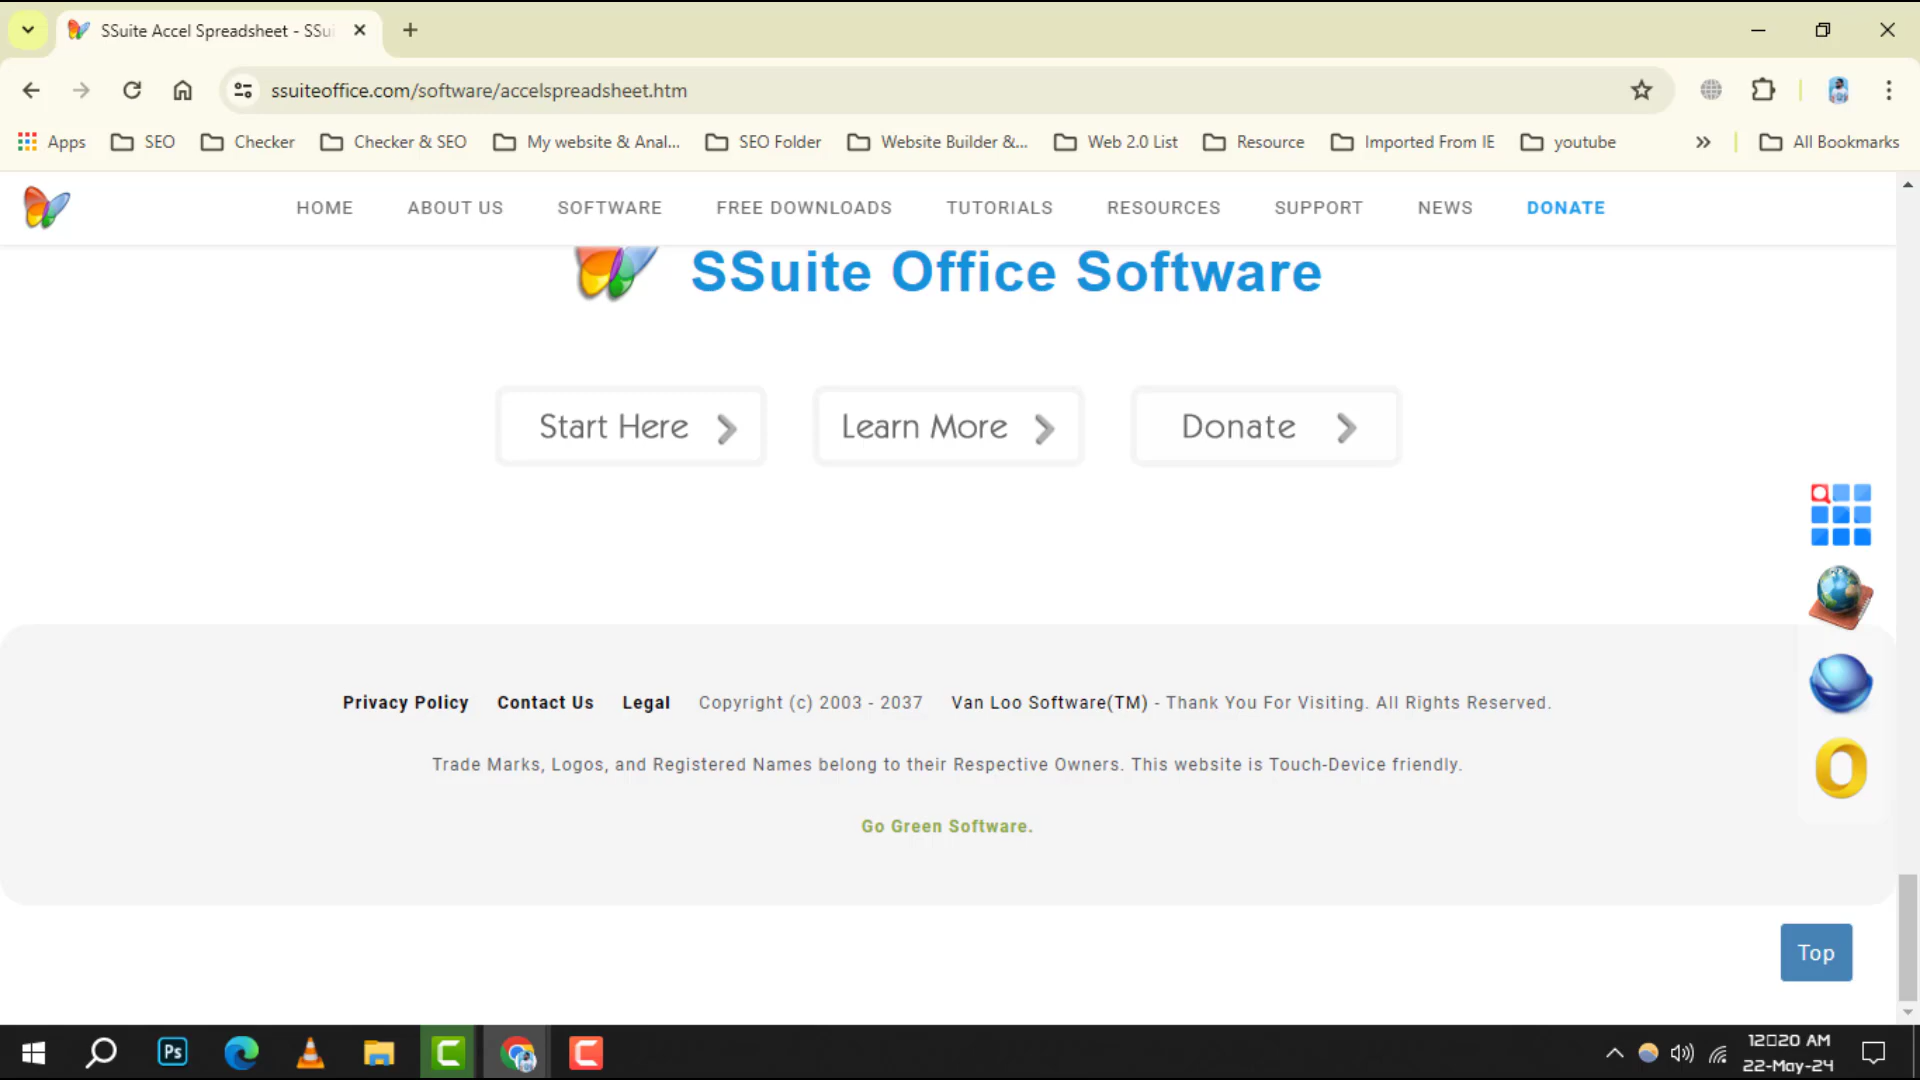 SSuite Accel Spreadsheet - SSui
ssuiteoffice.com/software/accelspreadsheet.htm
Apps SEO Checker Checker & SEO My website & Anal... SEO Folder Website Builder &... Web 2.0 List Resource Imported From IE youtube All Bookmarks
HOME ABOUT US SOFTWARE FREE DOWNLOADS TUTORIALS RESOURCES SUPPORT NEWS DONATE
SSuite Office Software
Start Here Learn More Donate
Privacy Policy Contact Us Legal Copyright (c) 2003 - 2037 Van Loo Software(TM) - Thank You For Visiting. All Rights Reserved.
Trade Marks, Logos, and Registered Names belong to their Respective Owners. This website is Touch-Device friendly.
Go Green Software.
Top
Ps
12▯20 AM
22-May-24